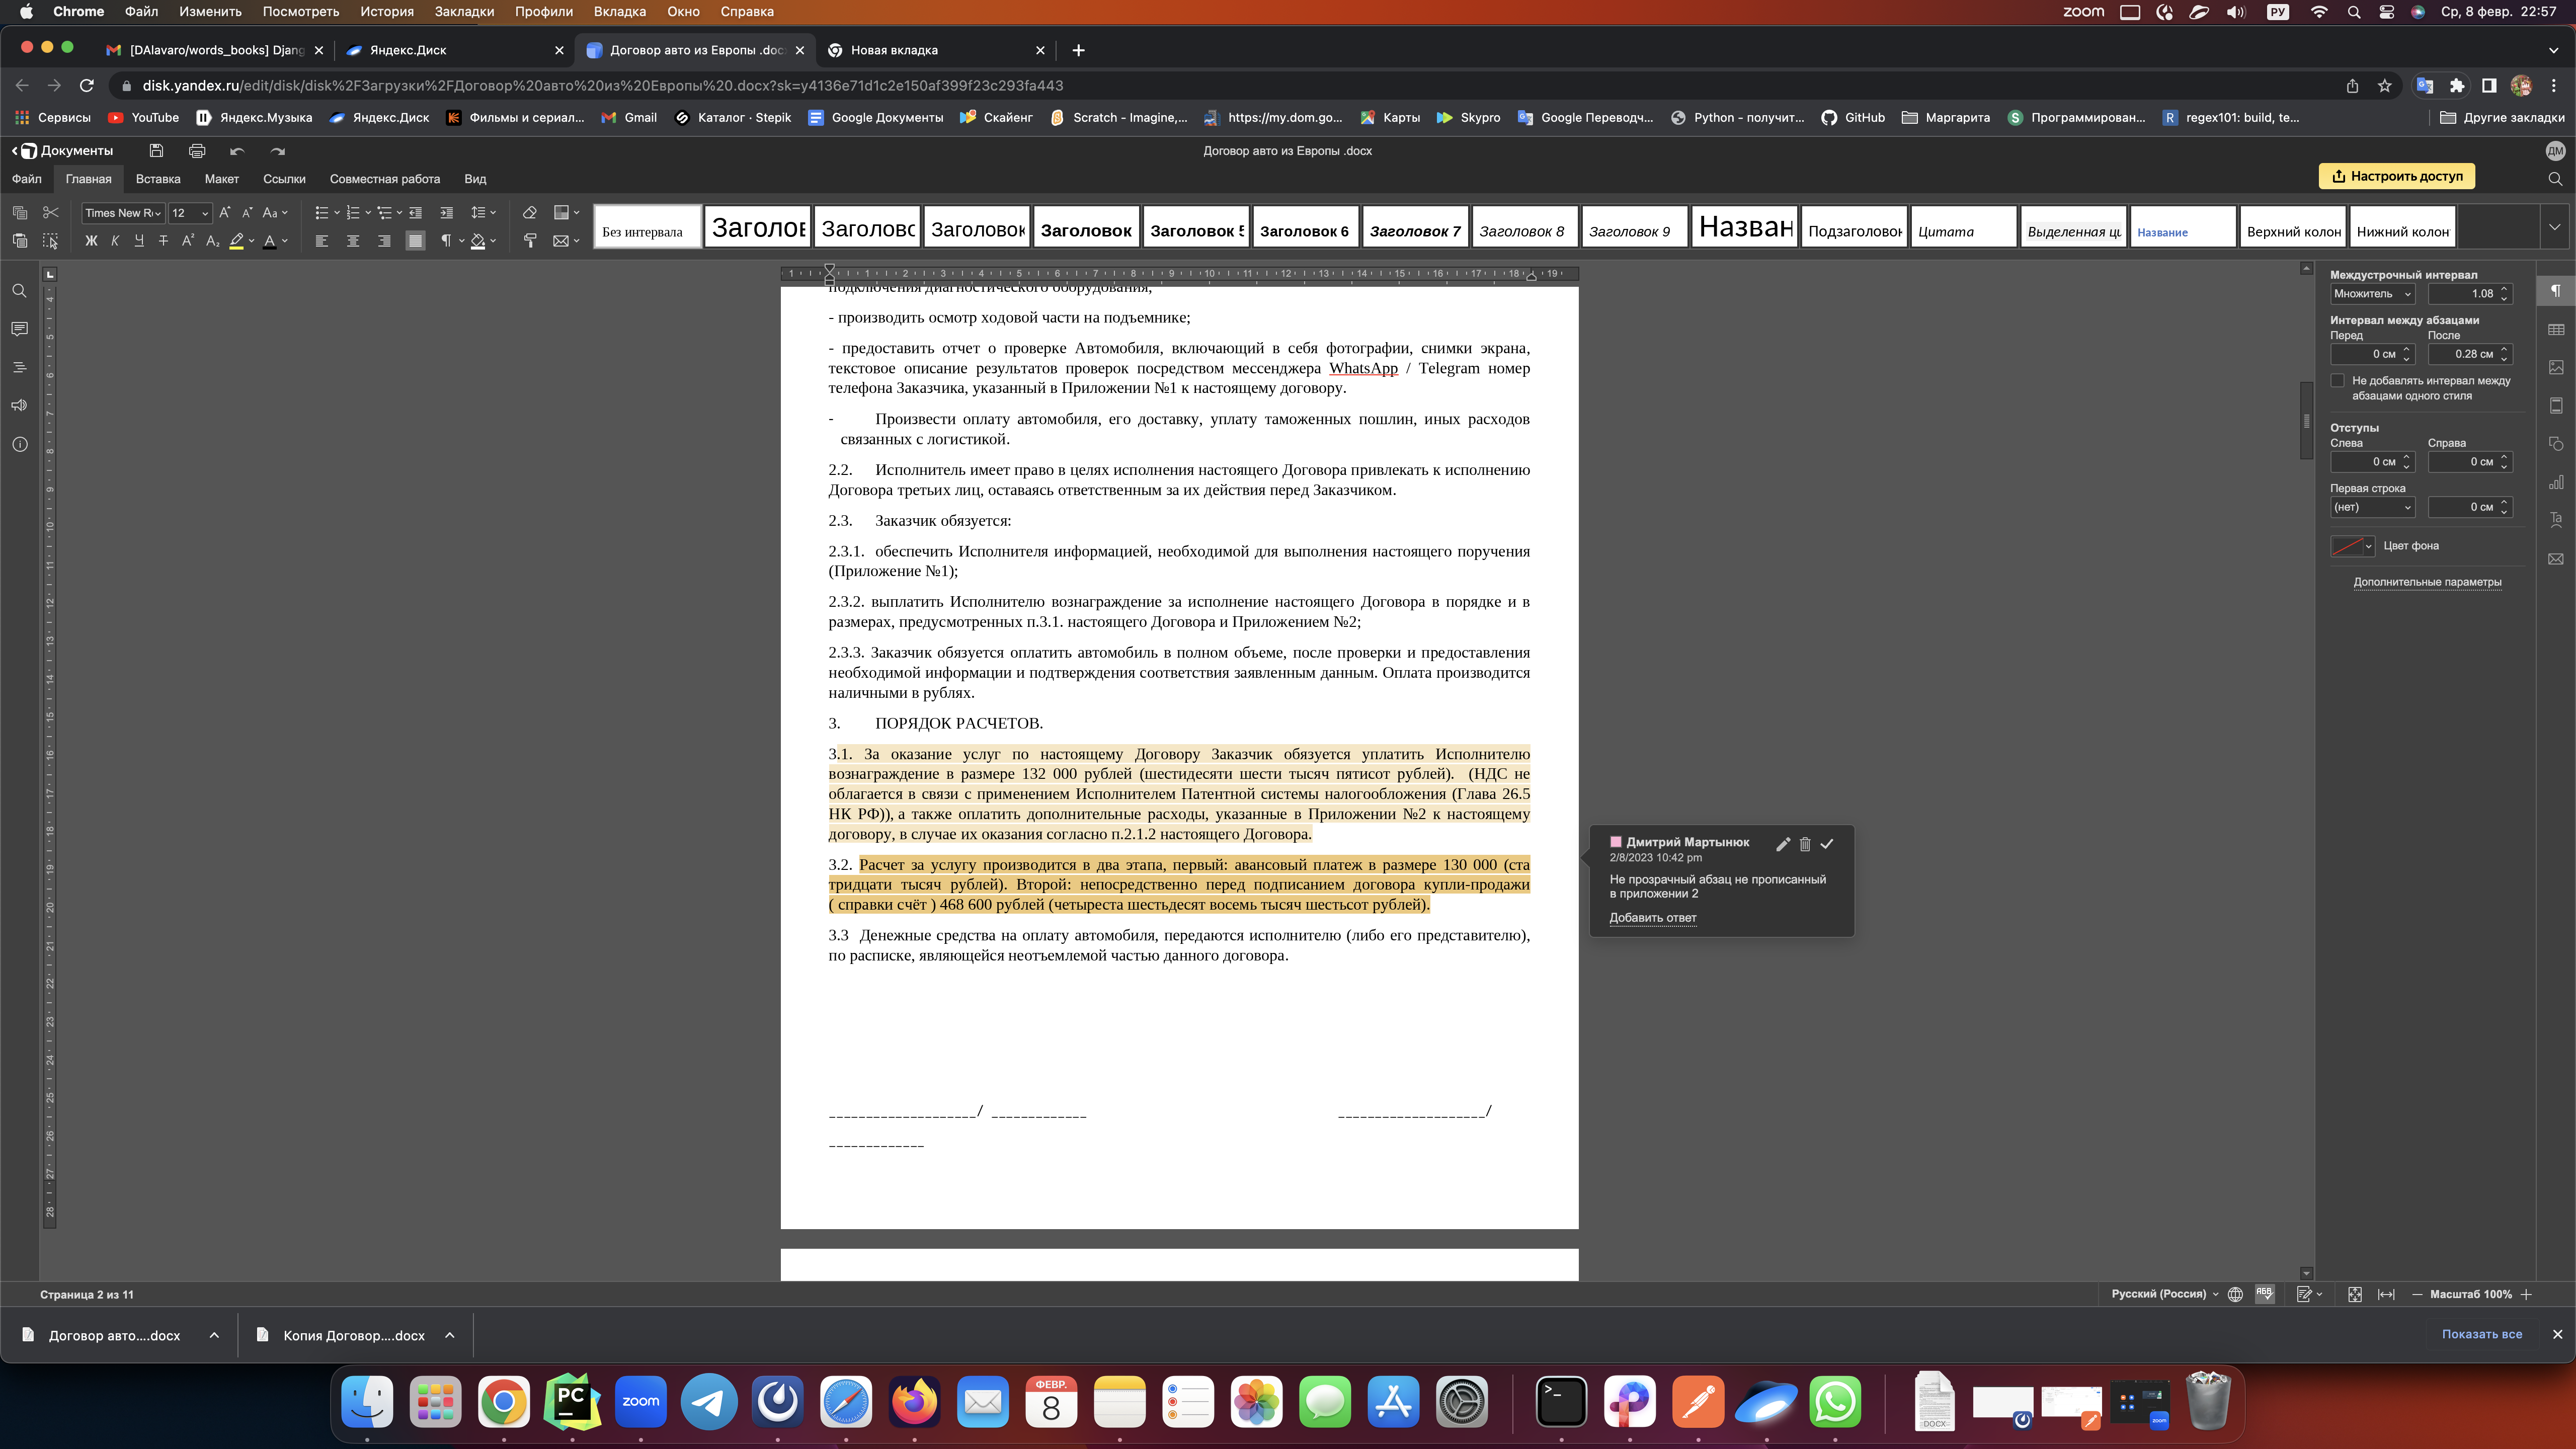 Chrome Файл Изменить Посмотреть История Закладки Профили Вкладка Окно Справка
zoom РУ Ср, 8 февр. 22:57
[DAlavaro/words_books] Djang
Яндекс.Диск
Договор авто из Европы .doc
Новая вкладка
disk.yandex.ru/edit/disk/disk%2FЗагрузки%2FДоговор%20авто%20из%20Европы%20.docx?sk=y4136e71d1c2e150af399f23c293fa443
Сервисы YouTube Яндекс.Музыка Яндекс.Диск Фильмы и сериал... Gmail Каталог · Stepik Google Документы Скайенг Scratch - Imagine,... https://my.dom.go... Карты Skypro Google Переводч... Python - получит... GitHub Маргарита Программирован... regex101: build, te... Другие закладки
Документы
Договор авто из Европы .docx
ДМ
Файл Главная Вставка Макет Ссылки Совместная работа Вид
Настроить доступ
Times New R 12
Ж К Ч Т
Без интервала Заголов Заголовс Заголовок Заголовок Заголовок 5 Заголовок 6 Заголовок 7 Заголовок 8 Заголовок 9 Назван Подзаголовок Цитата Выделенная ци Название Верхний колон Нижний колон
Междустрочный интервал
Множитель 1.08
Интервал между абзацами
Перед После
0 см 0.28 см
Не добавлять интервал между
абзацами одного стиля
Отступы
Слева Справа
0 см 0 см
Первая строка
(нет) 0 см
Цвет фона
Дополнительные параметры
подключения диагностического оборудования;
- производить осмотр ходовой части на подъемнике;
- предоставить отчет о проверке Автомобиля, включающий в себя фотографии, снимки экрана,
текстовое описание результатов проверок посредством мессенджера WhatsApp / Telegram номер
телефона Заказчика, указанный в Приложении №1 к настоящему договору.
- Произвести оплату автомобиля, его доставку, уплату таможенных пошлин, иных расходов
связанных с логистикой.
2.2. Исполнитель имеет право в целях исполнения настоящего Договора привлекать к исполнению
Договора третьих лиц, оставаясь ответственным за их действия перед Заказчиком.
2.3. Заказчик обязуется:
2.3.1. обеспечить Исполнителя информацией, необходимой для выполнения настоящего поручения
(Приложение №1);
2.3.2. выплатить Исполнителю вознаграждение за исполнение настоящего Договора в порядке и в
размерах, предусмотренных п.3.1. настоящего Договора и Приложением №2;
2.3.3. Заказчик обязуется оплатить автомобиль в полном объеме, после проверки и предоставления
необходимой информации и подтверждения соответствия заявленным данным. Оплата производится
наличными в рублях.
3. ПОРЯДОК РАСЧЕТОВ.
3.1. За оказание услуг по настоящему Договору Заказчик обязуется уплатить Исполнителю
вознаграждение в размере 132 000 рублей (шестидесяти шести тысяч пятисот рублей). (НДС не
облагается в связи с применением Исполнителем Патентной системы налогообложения (Глава 26.5
НК РФ)), а также оплатить дополнительные расходы, указанные в Приложении №2 к настоящему
договору, в случае их оказания согласно п.2.1.2 настоящего Договора.
3.2. Расчет за услугу производится в два этапа, первый: авансовый платеж в размере 130 000 (ста
тридцати тысяч рублей). Второй: непосредственно перед подписанием договора купли-продажи
( справки счёт ) 468 600 рублей (четыреста шестьдесят восемь тысяч шестьсот рублей).
3.3 Денежные средства на оплату автомобиля, передаются исполнителю (либо его представителю),
по расписке, являющейся неотъемлемой частью данного договора.
____________________/ _____________ ____________________/
_____________
Дмитрий Мартынюк
2/8/2023 10:42 pm
Не прозрачный абзац не прописанный
в приложении 2
Добавить ответ
Страница 2 из 11
Русский (Россия) Масштаб 100%
Договор авто....docx
Копия Договор....docx
Показать все
PC zoom ФЕВР. 8 DOCX zoom